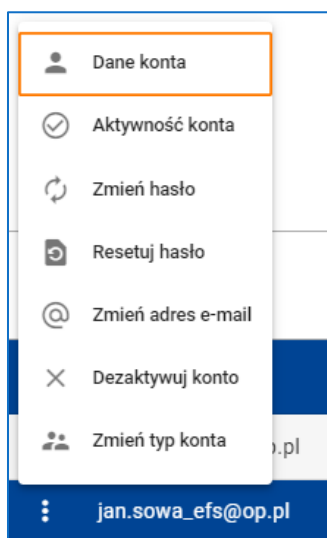 Dane konta
Aktywność konta
Zmień hasło
Resetuj hasło
Zmień adres e-mail
Dezaktywuj konto
Zmień typ konta
.pl
jan.sowa_efs@op.pl